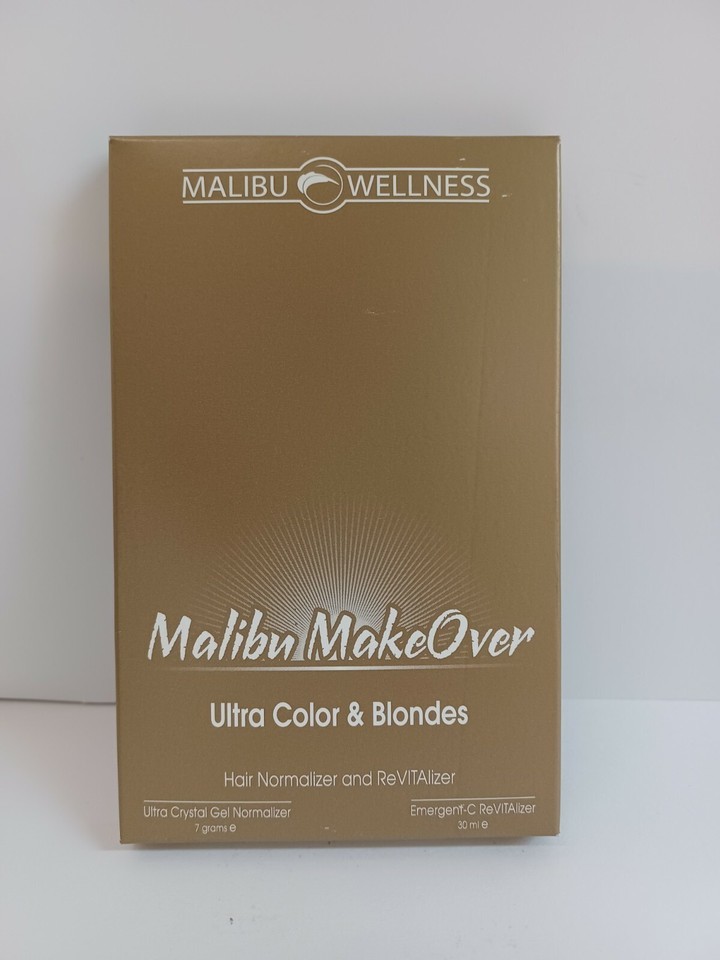 MALIBU WELLNESS
Malibu MakeOver
Ultra Color & Blondes
Hair Normalizer and ReVITAlizer
Ultra Crystal Gel Normalizer
7 grams ℮
Emergent-C ReVITAlizer
30 ml ℮